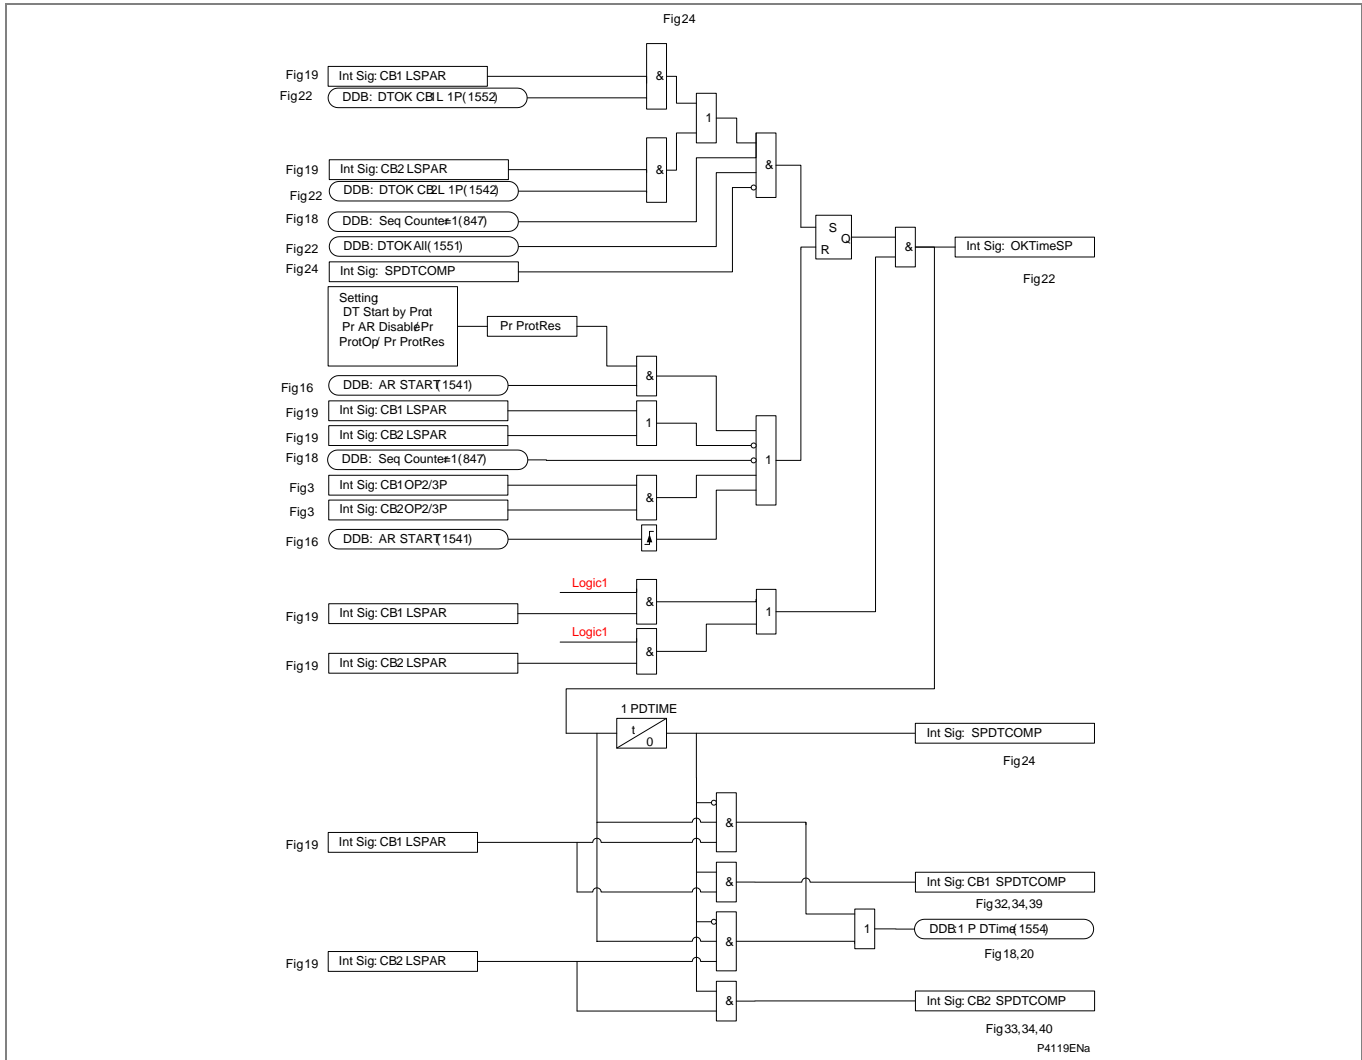 Fig24
Fig19 Int Sig: CB1 LSPAR
&
Fig22 DDB: DTOK CB1L 1P(1552)
1
&
Fig19 Int Sig: CB2 LSPAR
&
Fig22 DDB: DTOK CB2L 1P(1542)
Fig18 DDB: Seq Counter=1(847)
S
Q
R
&
Fig22 DDB: DTOK All(1551)
Int Sig: OKTimeSP
Fig24 Int Sig: SPDTCOMP
Fig22
Setting
DT Start by Prot
Pr AR Disable/Pr
ProtOp/ Pr ProtRes
Pr ProtRes
&
Fig16 DDB: AR START(1541)
Fig19 Int Sig: CB1 LSPAR
1
Fig19 Int Sig: CB2 LSPAR
Fig18 DDB: Seq Counter=1(847)
1
Fig3 Int Sig: CB1OP2/3P
&
Fig3 Int Sig: CB2OP2/3P
Fig16 DDB: AR START(1541)
Logic1
&
1
Fig19 Int Sig: CB1 LSPAR
Logic1
&
Fig19 Int Sig: CB2 LSPAR
1 PDTIME
t
0
Int Sig: SPDTCOMP
Fig24
&
Fig19 Int Sig: CB1 LSPAR
&
Int Sig: CB1 SPDTCOMP
Fig32,34,39
1
DDB:1 P DTime(1554)
&
Fig18,20
Fig19 Int Sig: CB2 LSPAR
&
Int Sig: CB2 SPDTCOMP
Fig33,34,40
P4119ENa